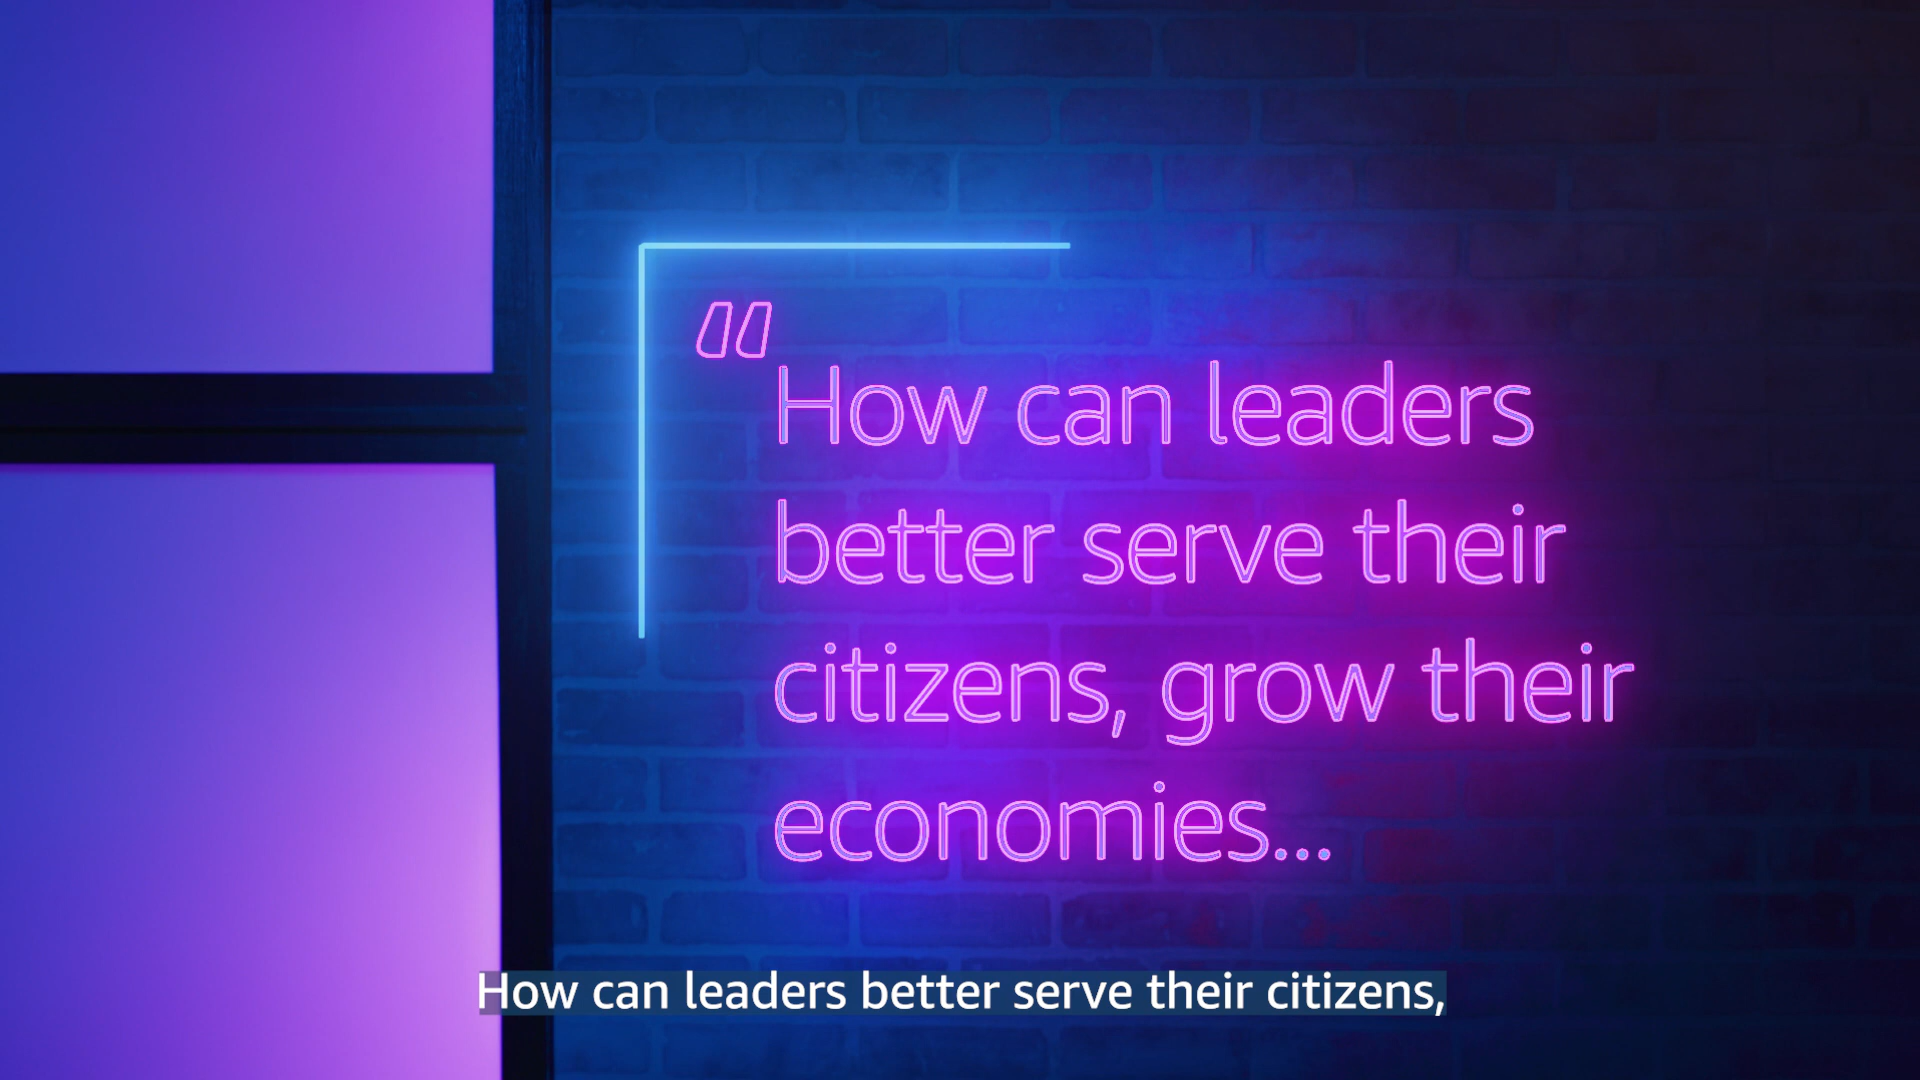 “How can leaders
better serve their
citizens, grow their
economies...
How can leaders better serve their citizens,